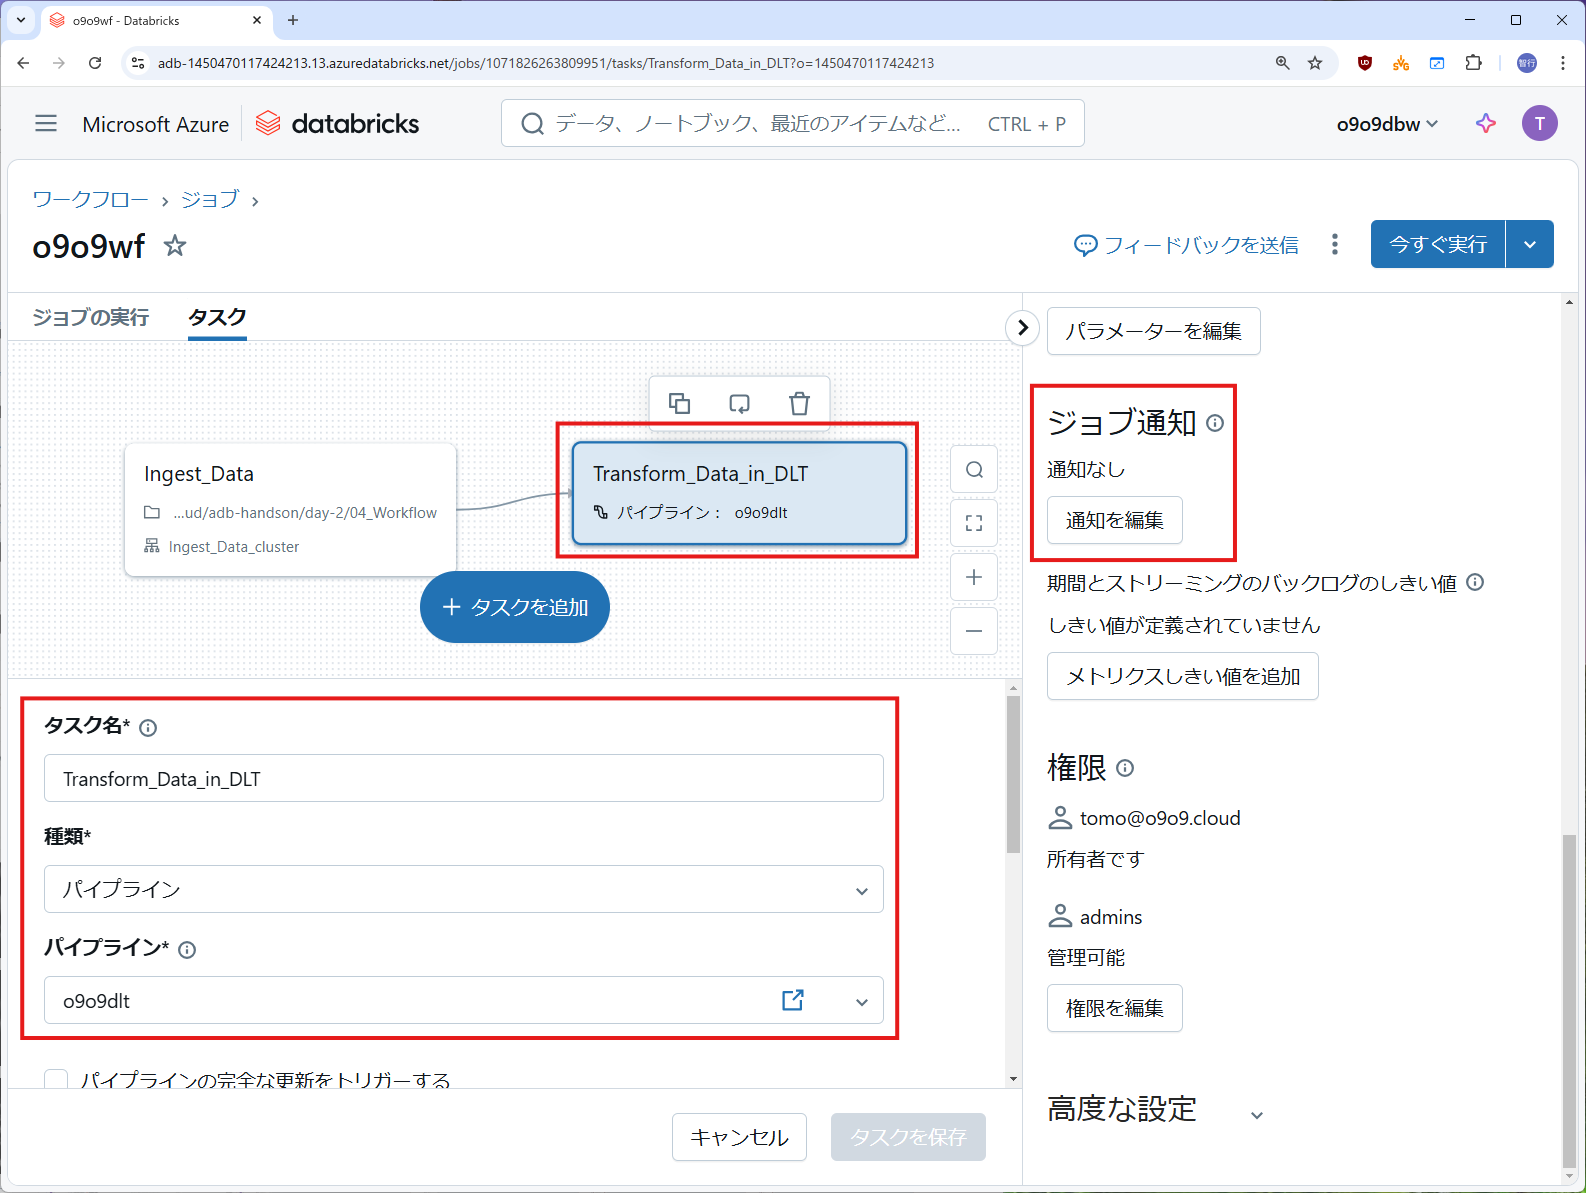 o9o9wf - Databricks
adb-1450470117424213.13.azuredatabricks.net/jobs/1071826263809951/tasks/Transform_Data_in_DLT?o=1450470117424213
智行
Microsoft Azure
databricks
データ、ノートブック、最近のアイテムなど...
CTRL + P
o9o9dbw
T
ワークフロー › ジョブ ›
o9o9wf
フィードバックを送信
今すぐ実行
ジョブの実行
タスク
Ingest_Data
...ud/adb-handson/day-2/04_Workflow
Ingest_Data_cluster
Transform_Data_in_DLT
パイプライン： o9o9dlt
+ タスクを追加
タスク名*
Transform_Data_in_DLT
種類*
パイプライン
パイプライン*
o9o9dlt
パイプラインの完全な更新をトリガーする
キャンセル
タスクを保存
パラメーターを編集
ジョブ通知
通知なし
通知を編集
期間とストリーミングのバックログのしきい値
しきい値が定義されていません
メトリクスしきい値を追加
権限
tomo@o9o9.cloud
所有者です
admins
管理可能
権限を編集
高度な設定